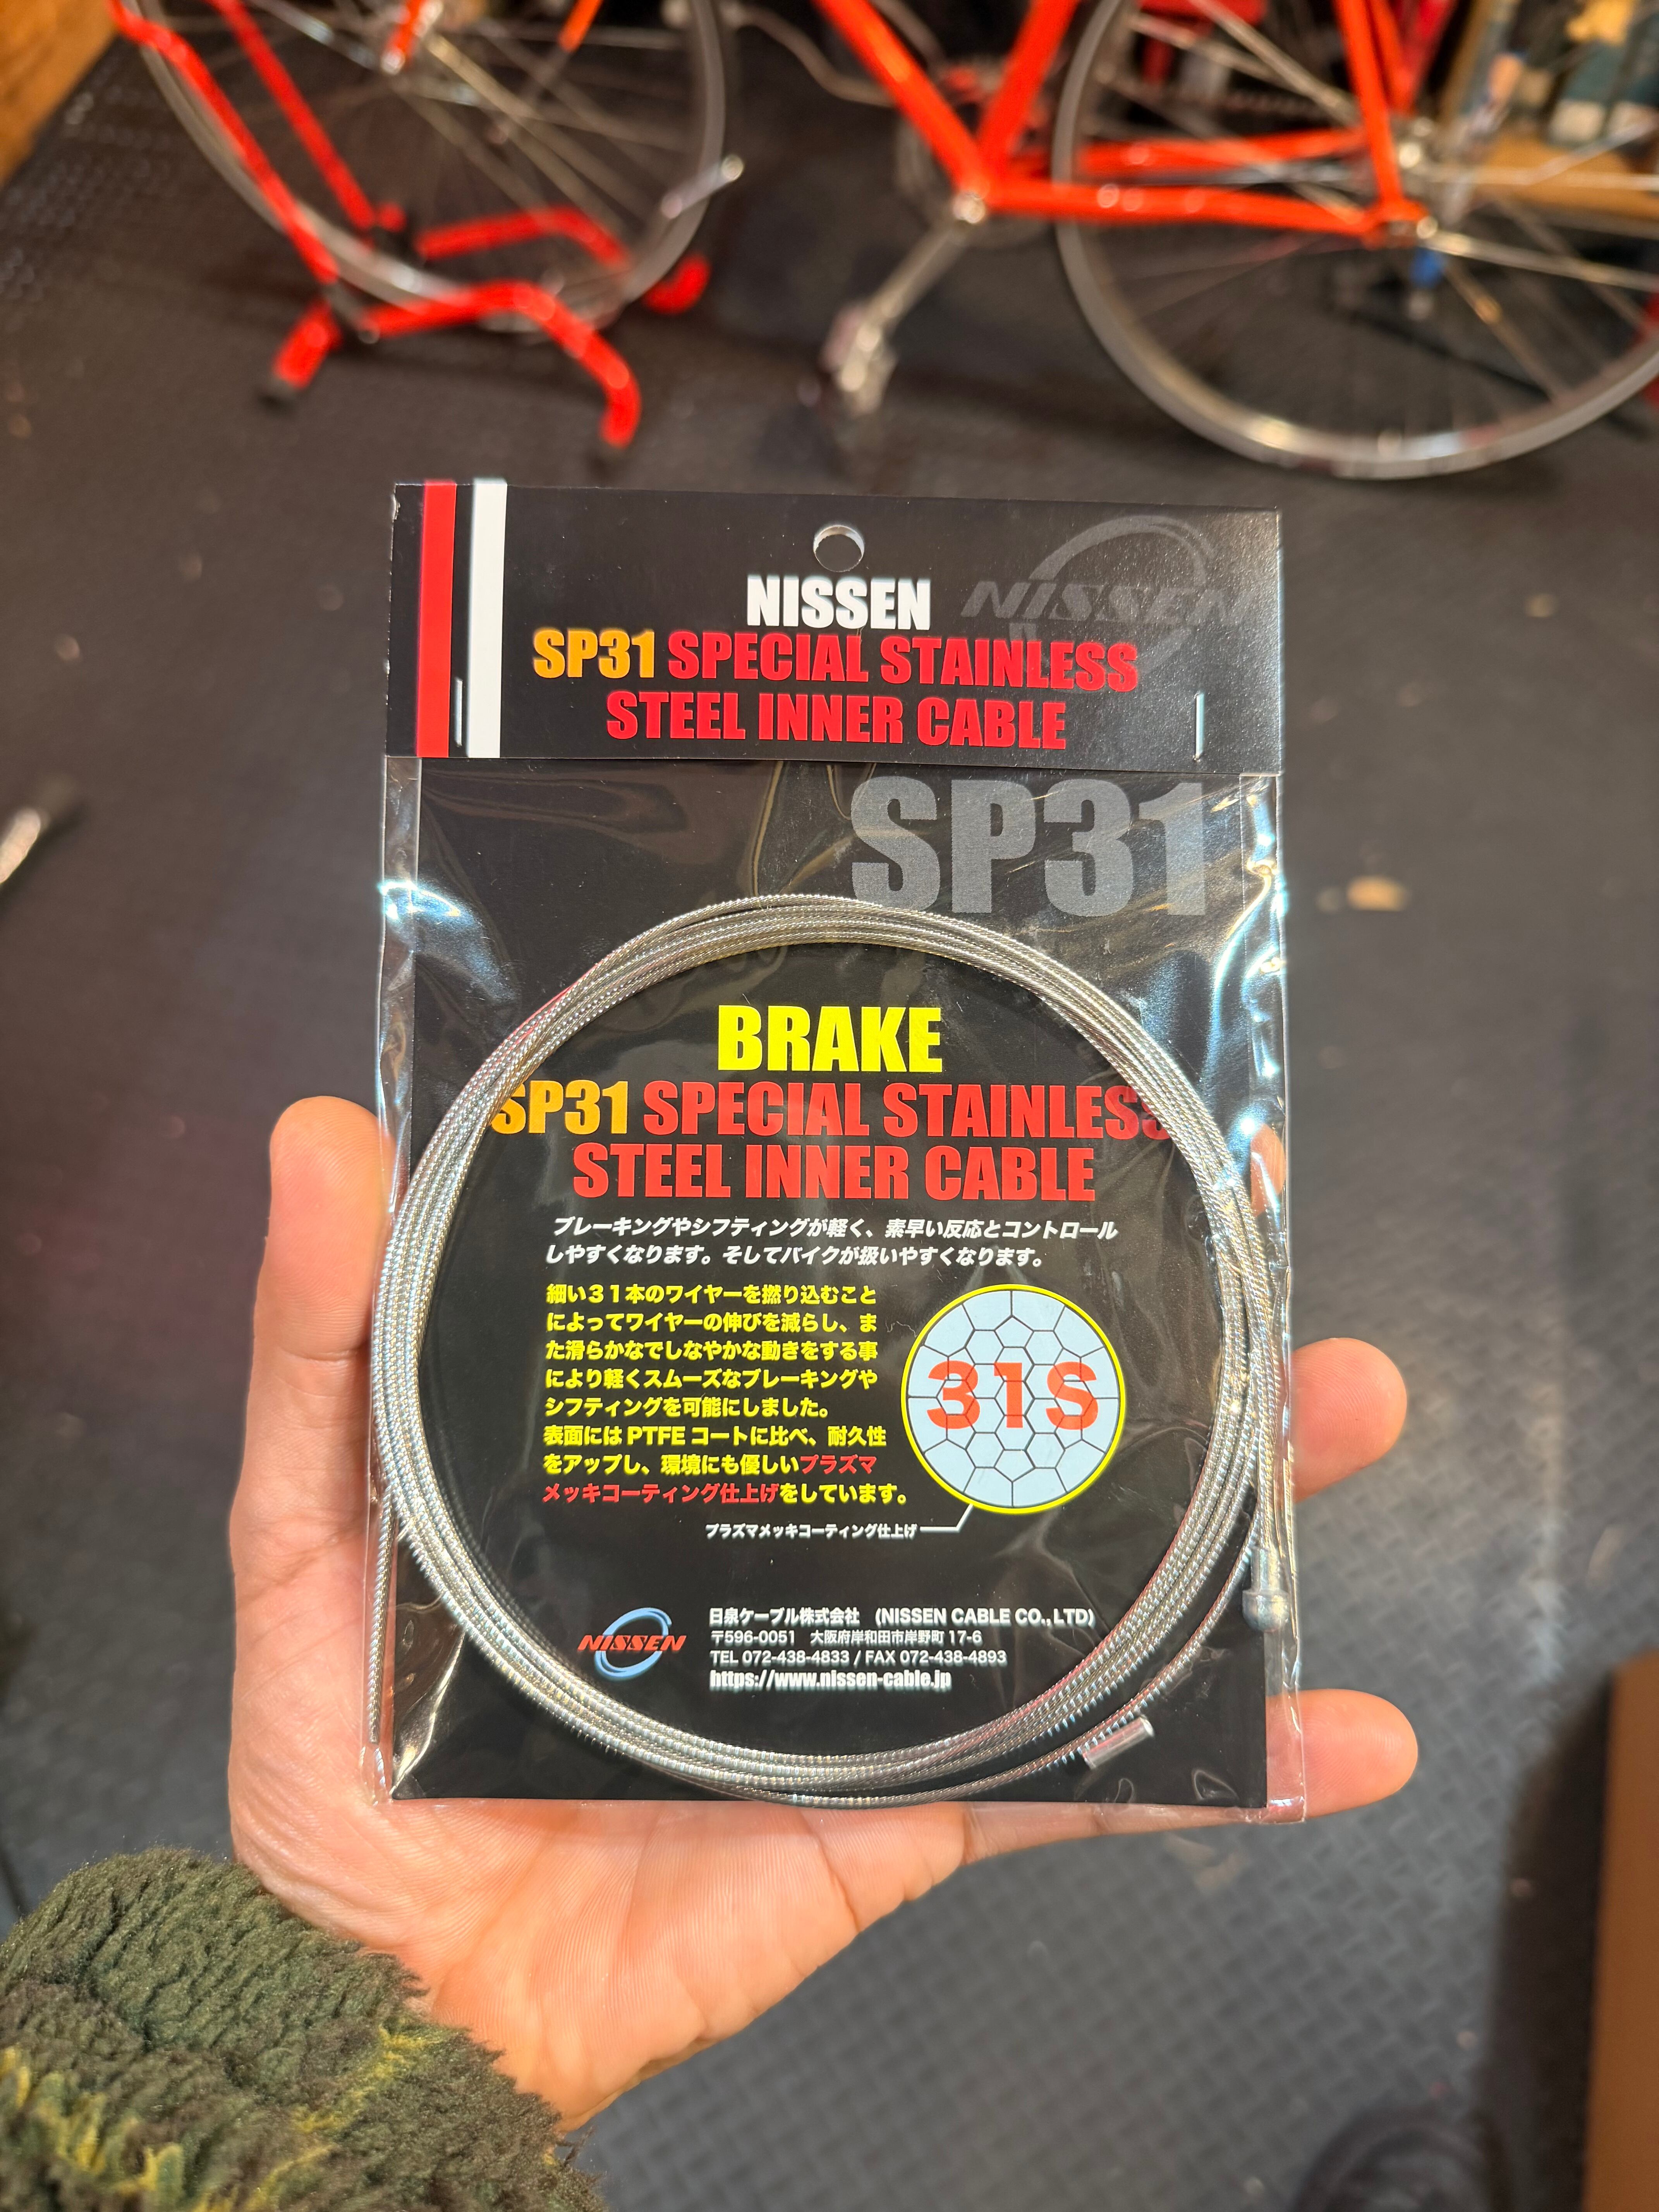 NISSEN
NISSEN
SP31 SPECIAL STAINLESS
STEEL INNER CABLE
SP31
BRAKE
SP31 SPECIAL STAINLESS
STEEL INNER CABLE
ブレーキングやシフティングが軽く、素早い反応とコントロール
しやすくなります。そしてバイクが扱いやすくなります。
細い31本のワイヤーを撚り込むこと
によってワイヤーの伸びを減らし、ま
た滑らかなでしなやかな動きをする事
により軽くスムーズなブレーキングや
シフティングを可能にしました。
表面にはPTFEコートに比べ、耐久性
をアップし、環境にも優しいプラズマ
メッキコーティング仕上げをしています。
31S
プラズマメッキコーティング仕上げ
NISSEN
日泉ケーブル株式会社 (NISSEN CABLE CO.,LTD)
〒596-0051 大阪府岸和田市岸野町17-6
TEL 072-438-4833 / FAX 072-438-4893
https://www.nissen-cable.jp